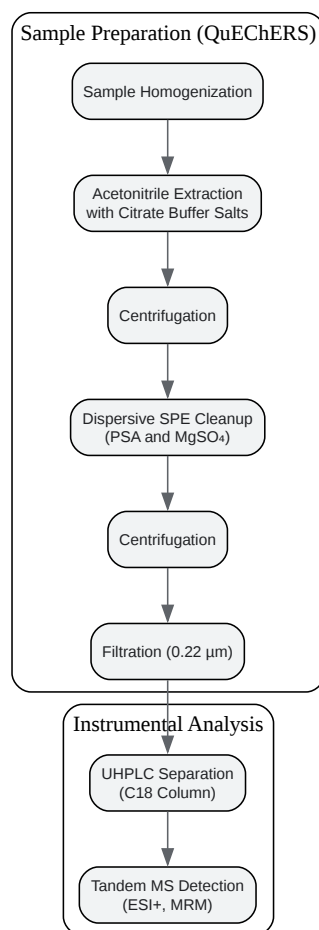 Sample Preparation (QuEChERS)
Sample Homogenization
Acetonitrile Extraction
with Citrate Buffer Salts
Centrifugation
Dispersive SPE Cleanup
(PSA and MgSO₄)
Centrifugation
Filtration (0.22 µm)
Instrumental Analysis
UHPLC Separation
(C18 Column)
Tandem MS Detection
(ESI+, MRM)